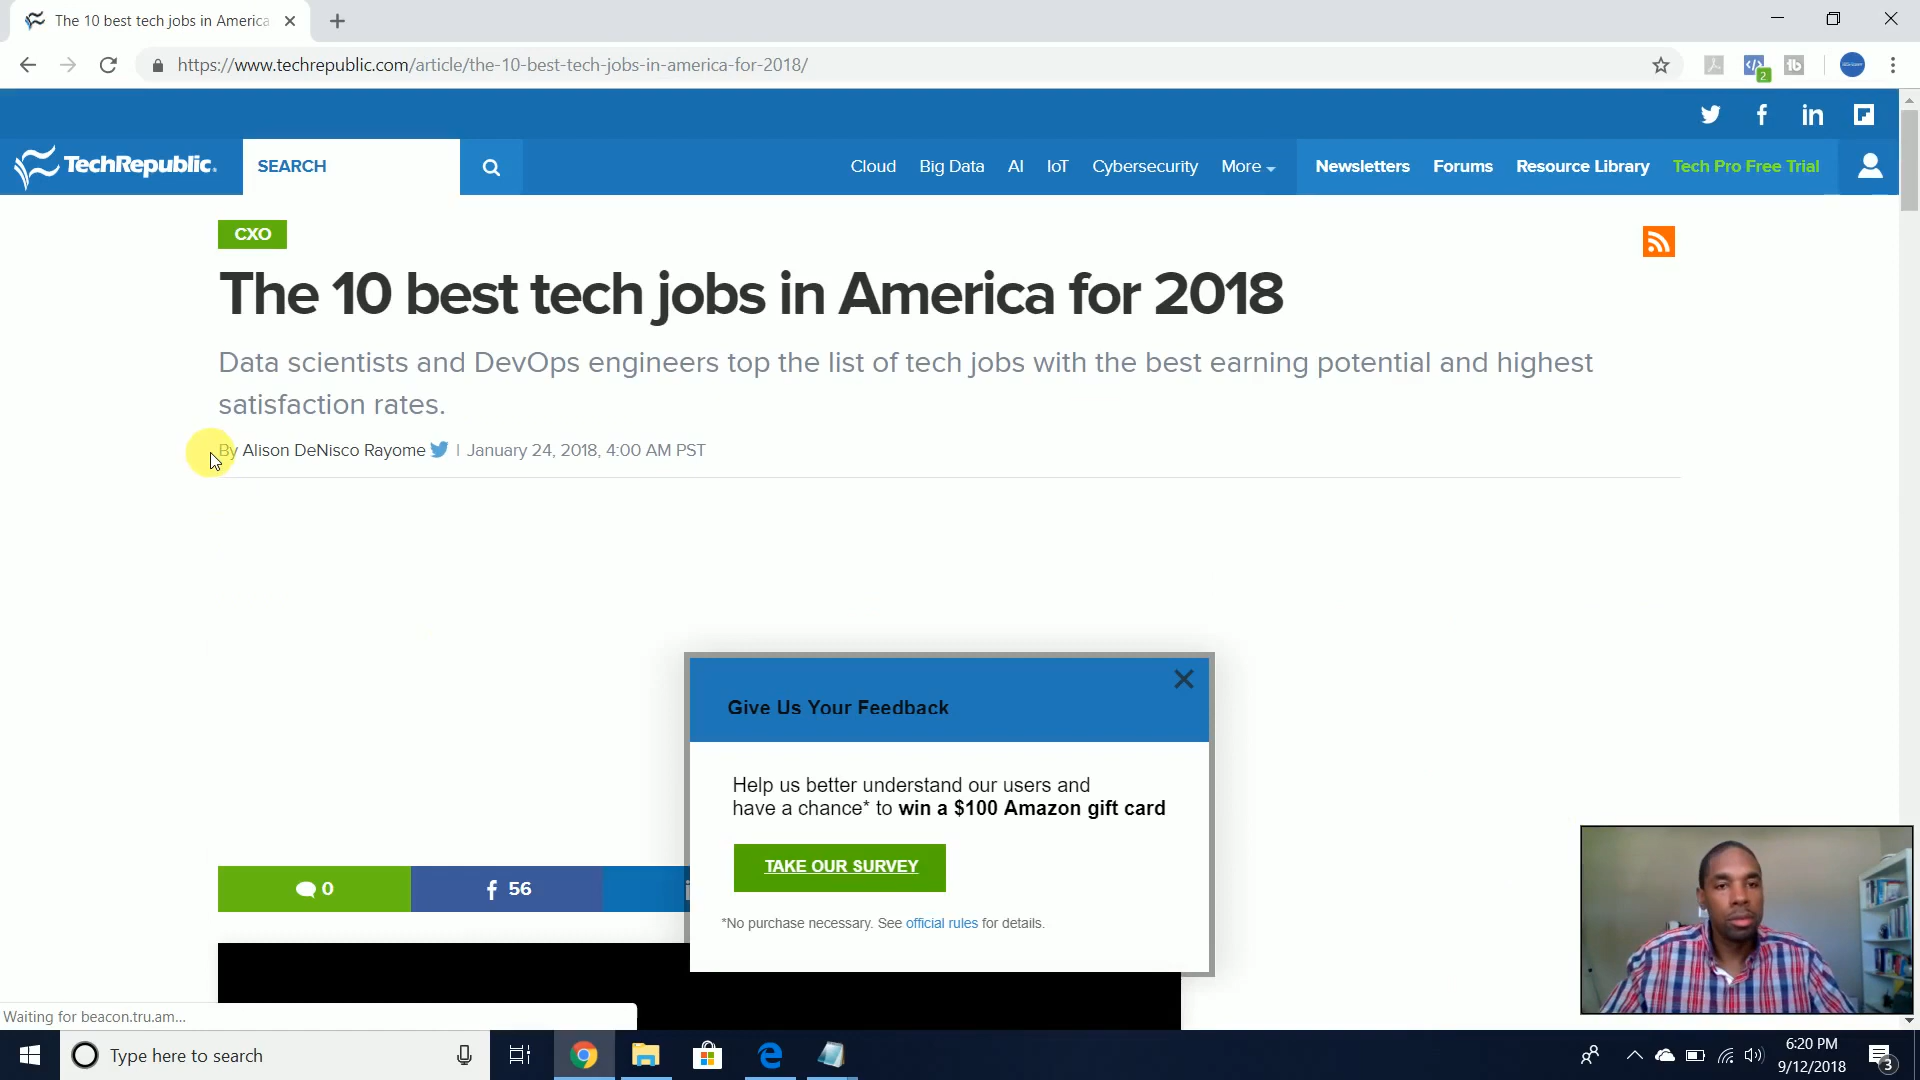 The 10 best tech jobs in America
https://www.techrepublic.com/article/the-10-best-tech-jobs-in-america-for-2018/
2
TechRepublic.
SEARCH
Cloud Big Data AI IoT Cybersecurity More Newsletters Forums Resource Library Tech Pro Free Trial
CXO
The 10 best tech jobs in America for 2018
Data scientists and DevOps engineers top the list of tech jobs with the best earning potential and highest
satisfaction rates.
By Alison DeNisco Rayome | January 24, 2018, 4:00 AM PST
Give Us Your Feedback
Help us better understand our users and
have a chance* to win a $100 Amazon gift card
TAKE OUR SURVEY
0 56
*No purchase necessary. See official rules for details.
Waiting for beacon.tru.am...
Type here to search
6:20 PM
9/12/2018
3